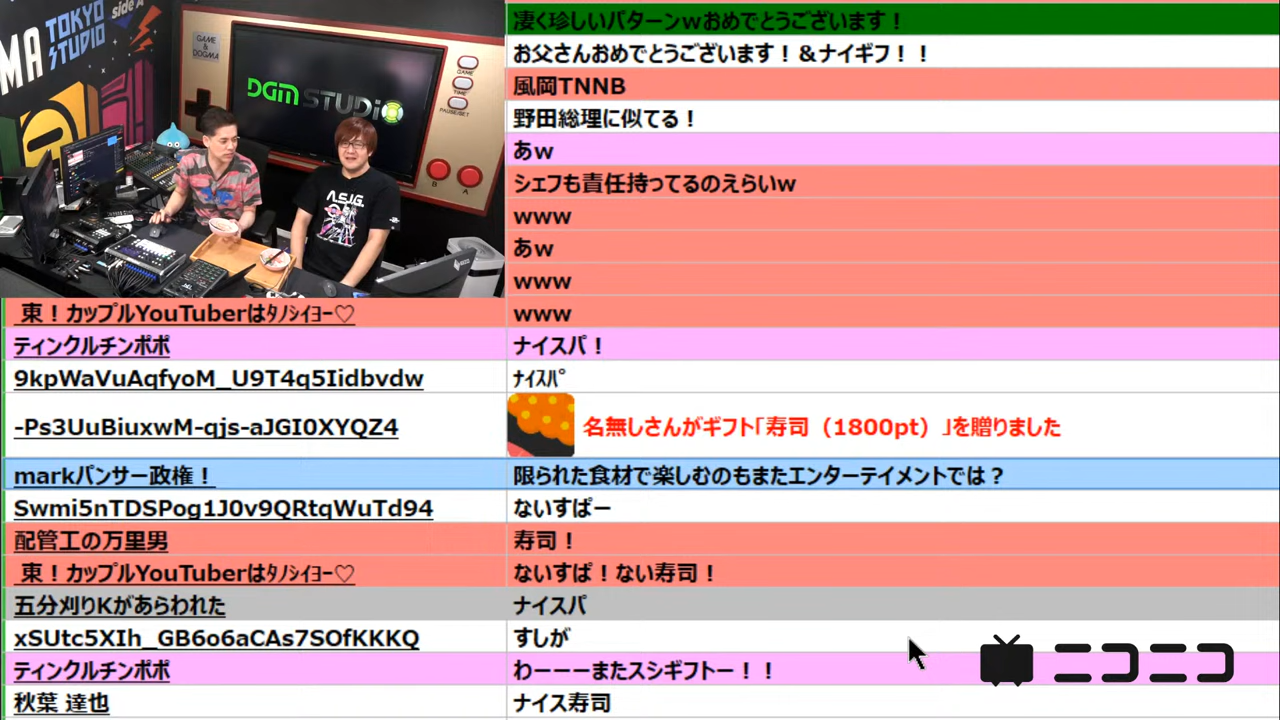 TOKYO
STUDIO
side A
MA
GAME & DOGMA
DGM STUDIO
GAME
TIME
PAUSE/SET
B
A
A.S.I.G.
凄く珍しいパターンｗおめでとうございます！
お父さんおめでとうございます！＆ナイギフ！！
風岡TNNB
野田総理に似てる！
あｗ
シェフも責任持ってるのえらいｗ
www
あｗ
www
東！カップルYouTuberはﾀﾉｼｲﾖｰ♡ www
ティンクルチンポポ ナイスパ！
9kpWaVuAqfyoM_U9T4q5Iidbvdw ﾅｲｽﾊﾟ
-Ps3UuBiuxwM-qjs-aJGI0XYQZ4 名無しさんがギフト「寿司（1800pt）」を贈りました
markパンサー政権！ 限られた食材で楽しむのもまたエンターテイメントでは？
Swmi5nTDSPog1J0v9QRtqWuTd94 ないすぱー
配管工の万里男 寿司！
東！カップルYouTuberはﾀﾉｼｲﾖｰ♡ ないすぱ！ない寿司！
五分刈りKがあらわれた ナイスパ
xSUtc5XIh_GB6o6aCAs7SOfKKKQ すしが
ティンクルチンポポ わーーーまたスシギフトー！！
秋葉 達也 ナイス寿司
ニコニコ